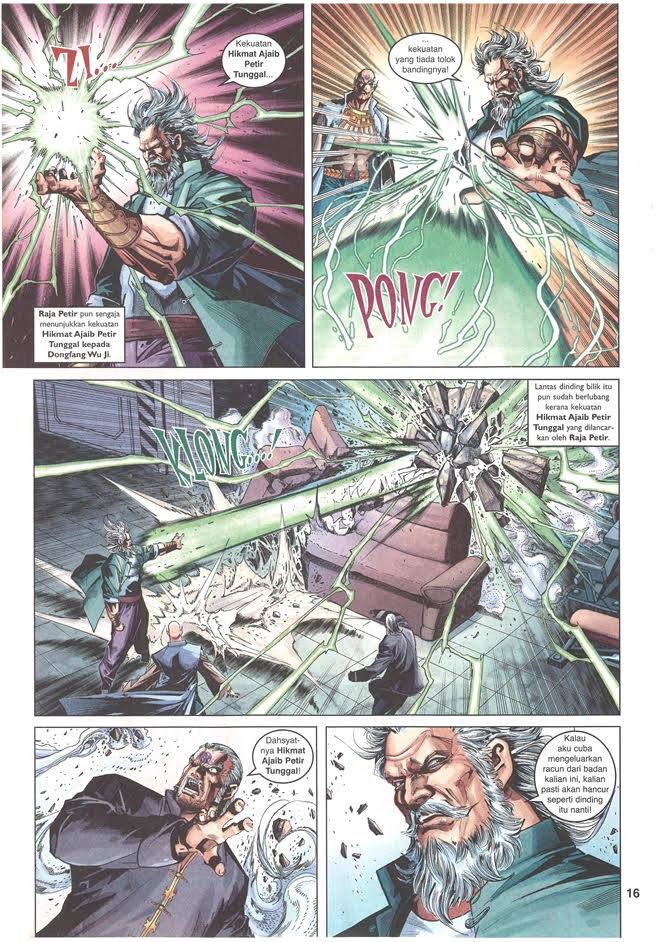 ZI...
Kekuatan
Hikmat Ajaib
Petir
Tunggal...
Raja Petir pun sengaja
menunjukkan kekuatan
Hikmat Ajaib Petir
Tunggal kepada
Dongfang Wu Ji.
...
kekuatan
yang tiada tolok
bandingnya!
PONG!
Lantas dinding bilik itu
pun sudah berlubang
kerana kekuatan
Hikmat Ajaib Petir
Tunggal yang dilancar-
kan oleh Raja Petir.
KLONG....!
Dahsyat-
nya Hikmat
Ajaib Petir
Tunggal!
Kalau
aku cuba
mengeluarkan
racun dari badan
kalian ini, kalian
pasti akan hancur
seperti dinding
itu nanti!
16